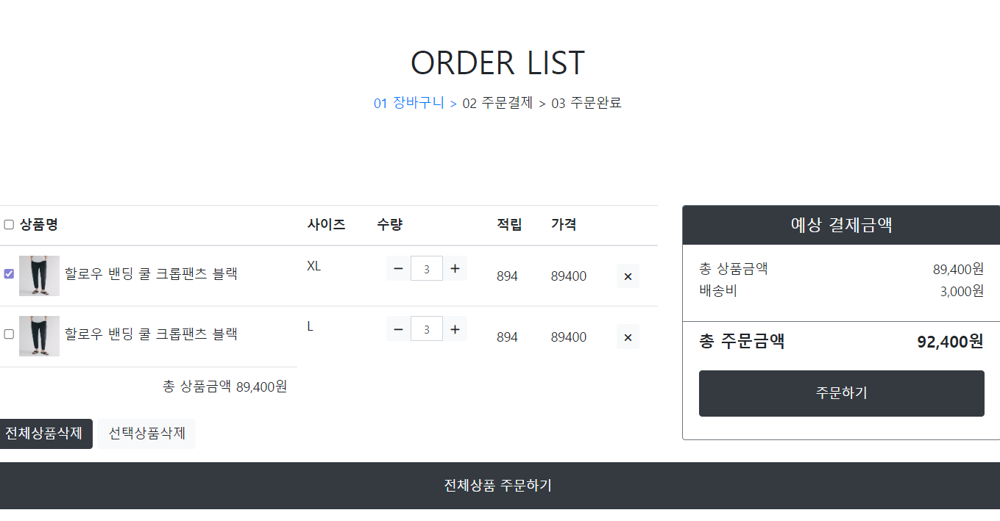 ORDER LIST
01 장바구니 > 02 주문결제 > 03 주문완료
상품명 사이즈 수량 적립 가격
할로우 밴딩 쿨 크롭팬츠 블랙 XL − 3 + 894 89400 ×
할로우 밴딩 쿨 크롭팬츠 블랙 L − 3 + 894 89400 ×
총 상품금액 89,400원
전체상품삭제 선택상품삭제
예상 결제금액
총 상품금액 89,400원
배송비 3,000원
총 주문금액 92,400원
주문하기
전체상품 주문하기